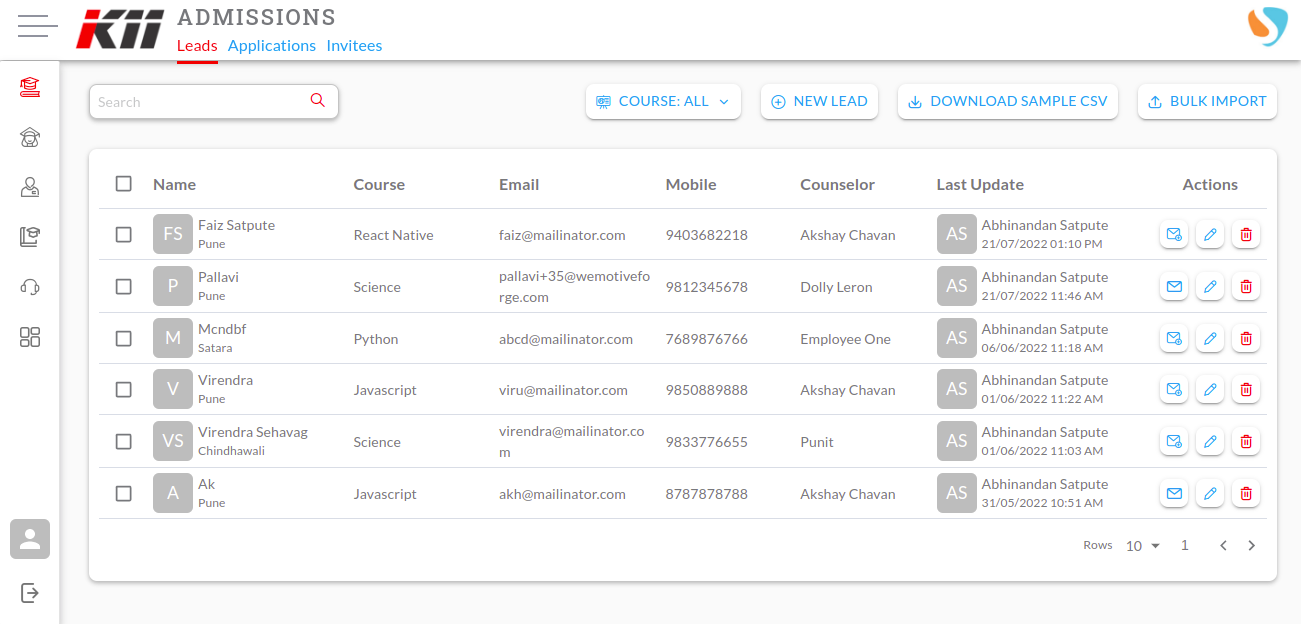 KITI
ADMISSIONS
Leads Applications Invitees
Search
COURSE: ALL
NEW LEAD
DOWNLOAD SAMPLE CSV
BULK IMPORT
Name Course Email Mobile Counselor Last Update Actions
FS Faiz Satpute React Native faiz@mailinator.com 9403682218 Akshay Chavan AS Abhinandan Satpute
Pune 21/07/2022 01:10 PM
P Pallavi Science pallavi+35@wemotivefo 9812345678 Dolly Leron AS Abhinandan Satpute
Pune rge.com 21/07/2022 11:46 AM
M Mcndbf Python abcd@mailinator.com 7689876766 Employee One AS Abhinandan Satpute
Satara 06/06/2022 11:18 AM
V Virendra Javascript viru@mailinator.com 9850889888 Akshay Chavan AS Abhinandan Satpute
Pune 01/06/2022 11:22 AM
VS Virendra Sehavag Science virendra@mailinator.co 9833776655 Punit AS Abhinandan Satpute
Chindhawali m 01/06/2022 11:03 AM
A Ak Javascript akh@mailinator.com 8787878788 Akshay Chavan AS Abhinandan Satpute
Pune 31/05/2022 10:51 AM
Rows 10 1